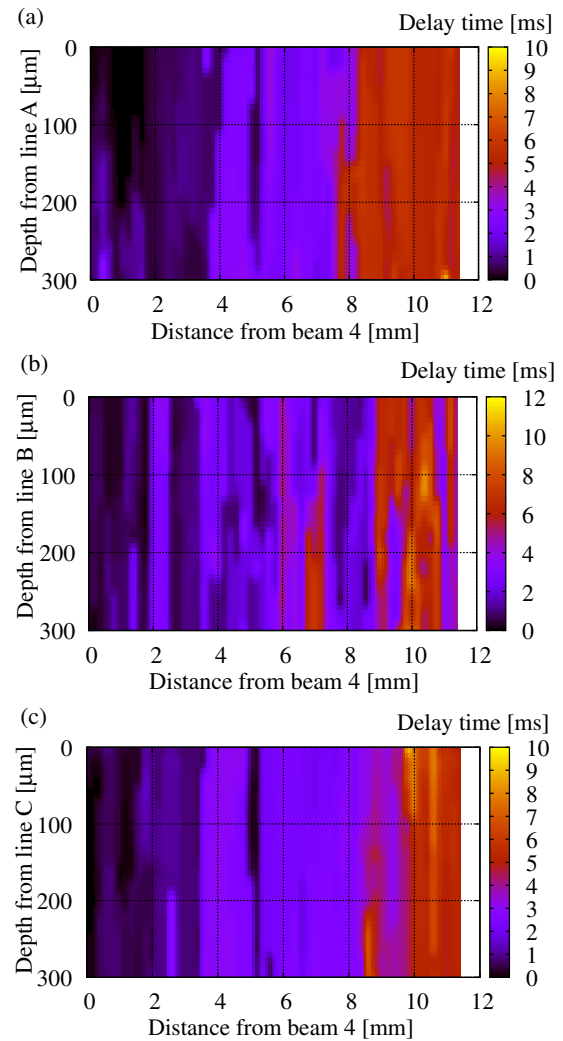 (a)
Delay time [ms]
Depth from line A [µm]
0
100
200
300
0 2 4 6 8 10 12
Distance from beam 4 [mm]
10
9
8
7
6
5
4
3
2
1
0
(b)
Delay time [ms]
Depth from line B [µm]
0
100
200
300
0 2 4 6 8 10 12
Distance from beam 4 [mm]
12
10
8
6
4
2
0
(c)
Delay time [ms]
Depth from line C [µm]
0
100
200
300
0 2 4 6 8 10 12
Distance from beam 4 [mm]
10
9
8
7
6
5
4
3
2
1
0